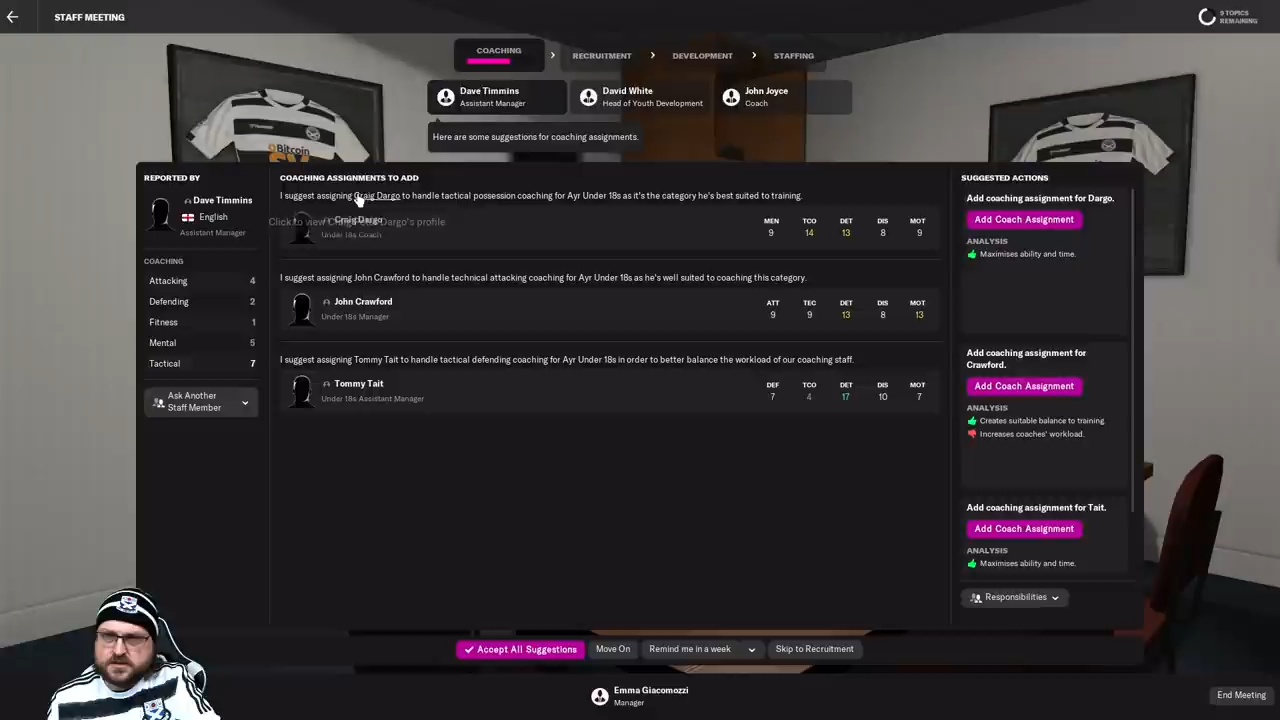 STAFF MEETING
9 TOPICS
REMAINING
COACHING
RECRUITMENT
DEVELOPMENT
STAFFING
Dave Timmins
Assistant Manager
David White
Head of Youth Development
John Joyce
Coach
Here are some suggestions for coaching assignments.
Bitcoin
SV
REPORTED BY
Dave Timmins
English
Assistant Manager
COACHING
Attacking 4
Defending 2
Fitness 1
Mental 5
Tactical 7
Ask Another
Staff Member
COACHING ASSIGNMENTS TO ADD
I suggest assigning Craig Dargo to handle tactical possession coaching for Ayr Under 18s as it's the category he's best suited to training.
Craig Dargo
Under 18s Coach
MEN TCO DET DIS MOT
9 14 13 8 9
I suggest assigning John Crawford to handle technical attacking coaching for Ayr Under 18s as he's well suited to coaching this category.
John Crawford
Under 18s Manager
ATT TEC DET DIS MOT
9 9 13 8 13
I suggest assigning Tommy Tait to handle tactical defending coaching for Ayr Under 18s in order to better balance the workload of our coaching staff.
Tommy Tait
Under 18s Assistant Manager
DEF TCO DET DIS MOT
7 4 17 10 7
SUGGESTED ACTIONS
Add coaching assignment for Dargo.
Add Coach Assignment
ANALYSIS
Maximises ability and time.
Add coaching assignment for
Crawford.
Add Coach Assignment
ANALYSIS
Creates suitable balance to training.
Increases coaches' workload.
Add coaching assignment for Tait.
Add Coach Assignment
ANALYSIS
Maximises ability and time.
Responsibilities
Accept All Suggestions
Move On
Remind me in a week
Skip to Recruitment
Emma Giacomozzi
Manager
End Meeting